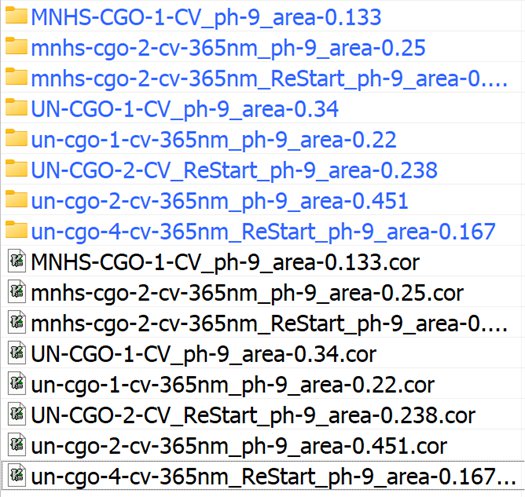 MNHS-CGO-1-CV_ph-9_area-0.133
mnhs-cgo-2-cv-365nm_ph-9_area-0.25
mnhs-cgo-2-cv-365nm_ReStart_ph-9_area-0....
UN-CGO-1-CV_ph-9_area-0.34
un-cgo-1-cv-365nm_ph-9_area-0.22
UN-CGO-2-CV_ReStart_ph-9_area-0.238
un-cgo-2-cv-365nm_ph-9_area-0.451
un-cgo-4-cv-365nm_ReStart_ph-9_area-0.167
MNHS-CGO-1-CV_ph-9_area-0.133.cor
mnhs-cgo-2-cv-365nm_ph-9_area-0.25.cor
mnhs-cgo-2-cv-365nm_ReStart_ph-9_area-0....
UN-CGO-1-CV_ph-9_area-0.34.cor
un-cgo-1-cv-365nm_ph-9_area-0.22.cor
UN-CGO-2-CV_ReStart_ph-9_area-0.238.cor
un-cgo-2-cv-365nm_ph-9_area-0.451.cor
un-cgo-4-cv-365nm_ReStart_ph-9_area-0.167...